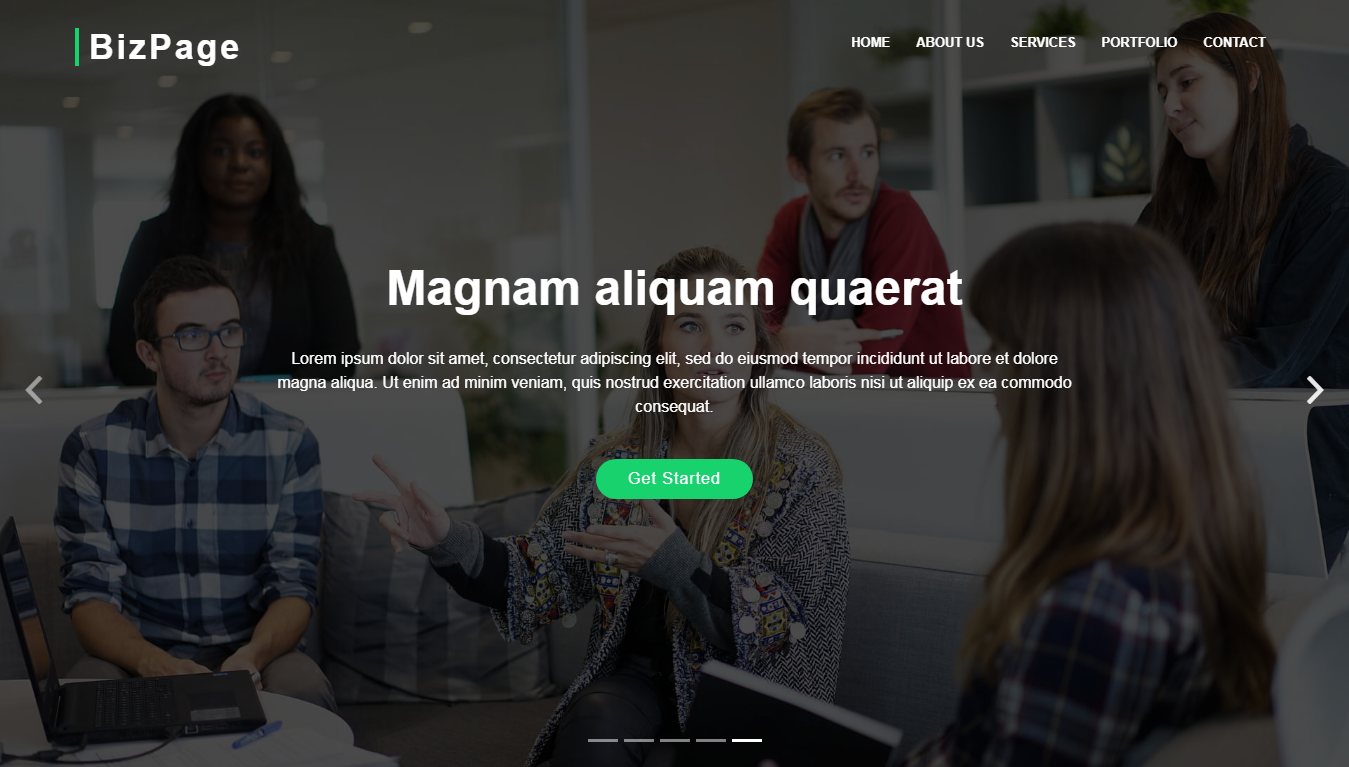 BizPage
HOME ABOUT US SERVICES PORTFOLIO CONTACT
Magnam aliquam quaerat
Lorem ipsum dolor sit amet, consectetur adipiscing elit, sed do eiusmod tempor incididunt ut labore et dolore
magna aliqua. Ut enim ad minim veniam, quis nostrud exercitation ullamco laboris nisi ut aliquip ex ea commodo
consequat.
Get Started